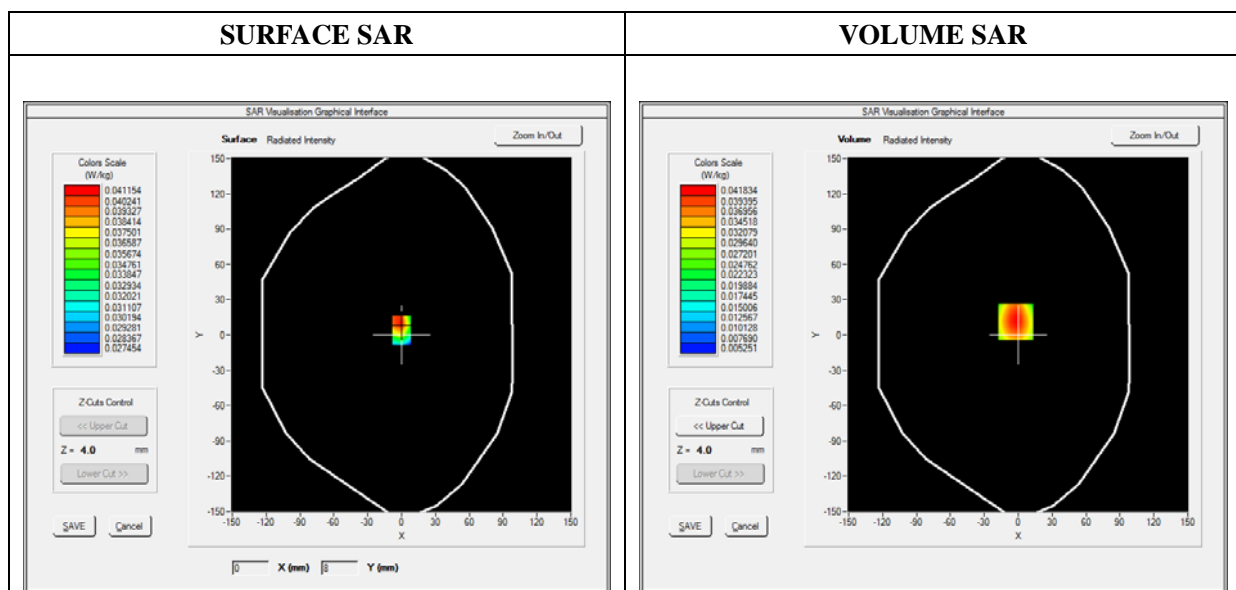 SURFACE SAR
VOLUME SAR
SAR Visualisation Graphical Interface
Surface Radiated Intensity
Zoom In/Out
Colors Scale
(W/kg)
0.041154
0.040241
0.039327
0.038414
0.037501
0.036587
0.035674
0.034761
0.033847
0.032934
0.032021
0.031107
0.030194
0.029281
0.028367
0.027454
Z-Cuts Control
<< Upper Cut
Z = 4.0 mm
Lower Cut >>
SAVE Cancel
150
120
90
60
30
0
-30
-60
-90
-120
-150
Y
-150 -120 -90 -60 -30 0 30 60 90 120 150
X
0 X (mm) 8 Y (mm)
SAR Visualisation Graphical Interface
Volume Radiated Intensity
Zoom In/Out
Colors Scale
(W/kg)
0.041834
0.039395
0.036956
0.034518
0.032079
0.029640
0.027201
0.024762
0.022323
0.019884
0.017445
0.015006
0.012567
0.010128
0.007690
0.005251
Z-Cuts Control
<< Upper Cut
Z = 4.0 mm
Lower Cut >>
SAVE Cancel
150
120
90
60
30
0
-30
-60
-90
-120
-150
Y
-150 -120 -90 -60 -30 0 30 60 90 120 150
X